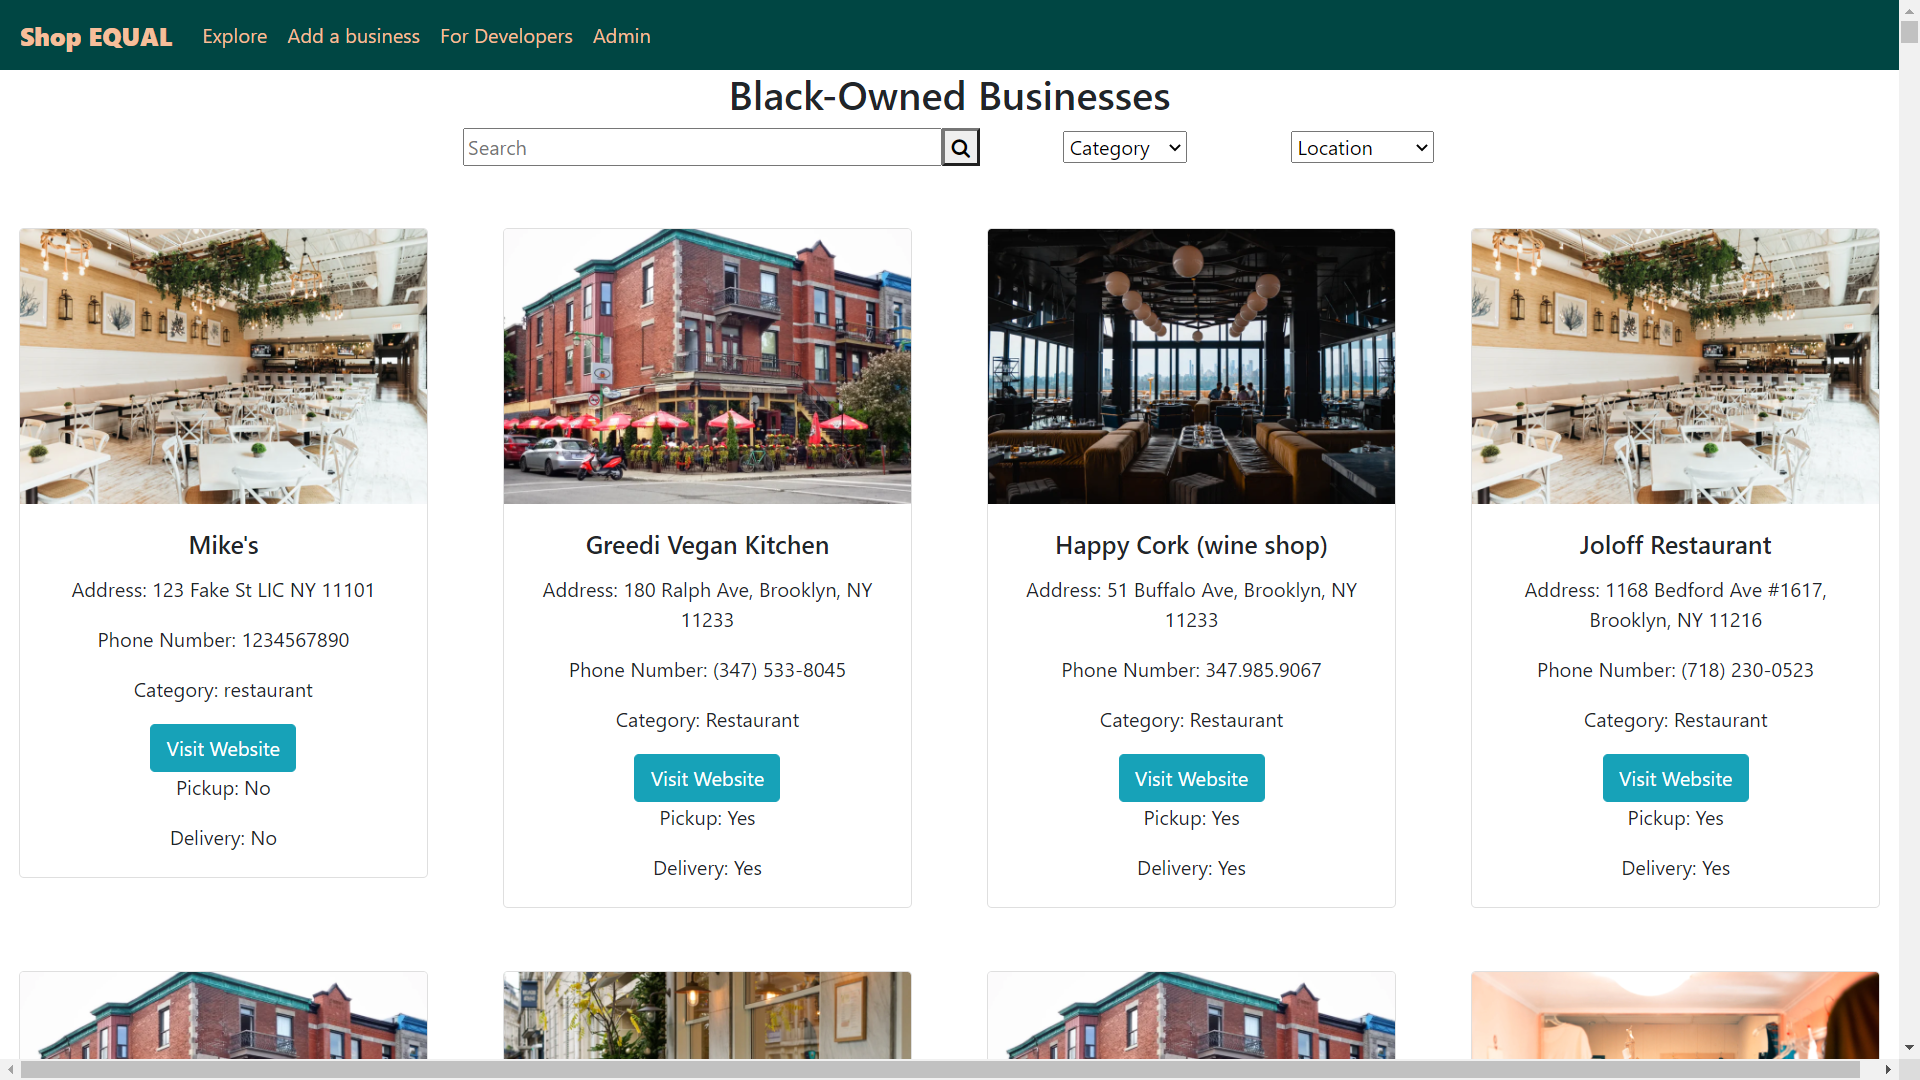 Shop EQUAL Explore Add a business For Developers Admin
Black-Owned Businesses
Search Category Location
Mike's
Address: 123 Fake St LIC NY 11101
Phone Number: 1234567890
Category: restaurant
Visit Website
Pickup: No
Delivery: No
Greedi Vegan Kitchen
Address: 180 Ralph Ave, Brooklyn, NY
11233
Phone Number: (347) 533-8045
Category: Restaurant
Visit Website
Pickup: Yes
Delivery: Yes
Happy Cork (wine shop)
Address: 51 Buffalo Ave, Brooklyn, NY
11233
Phone Number: 347.985.9067
Category: Restaurant
Visit Website
Pickup: Yes
Delivery: Yes
Joloff Restaurant
Address: 1168 Bedford Ave #1617,
Brooklyn, NY 11216
Phone Number: (718) 230-0523
Category: Restaurant
Visit Website
Pickup: Yes
Delivery: Yes